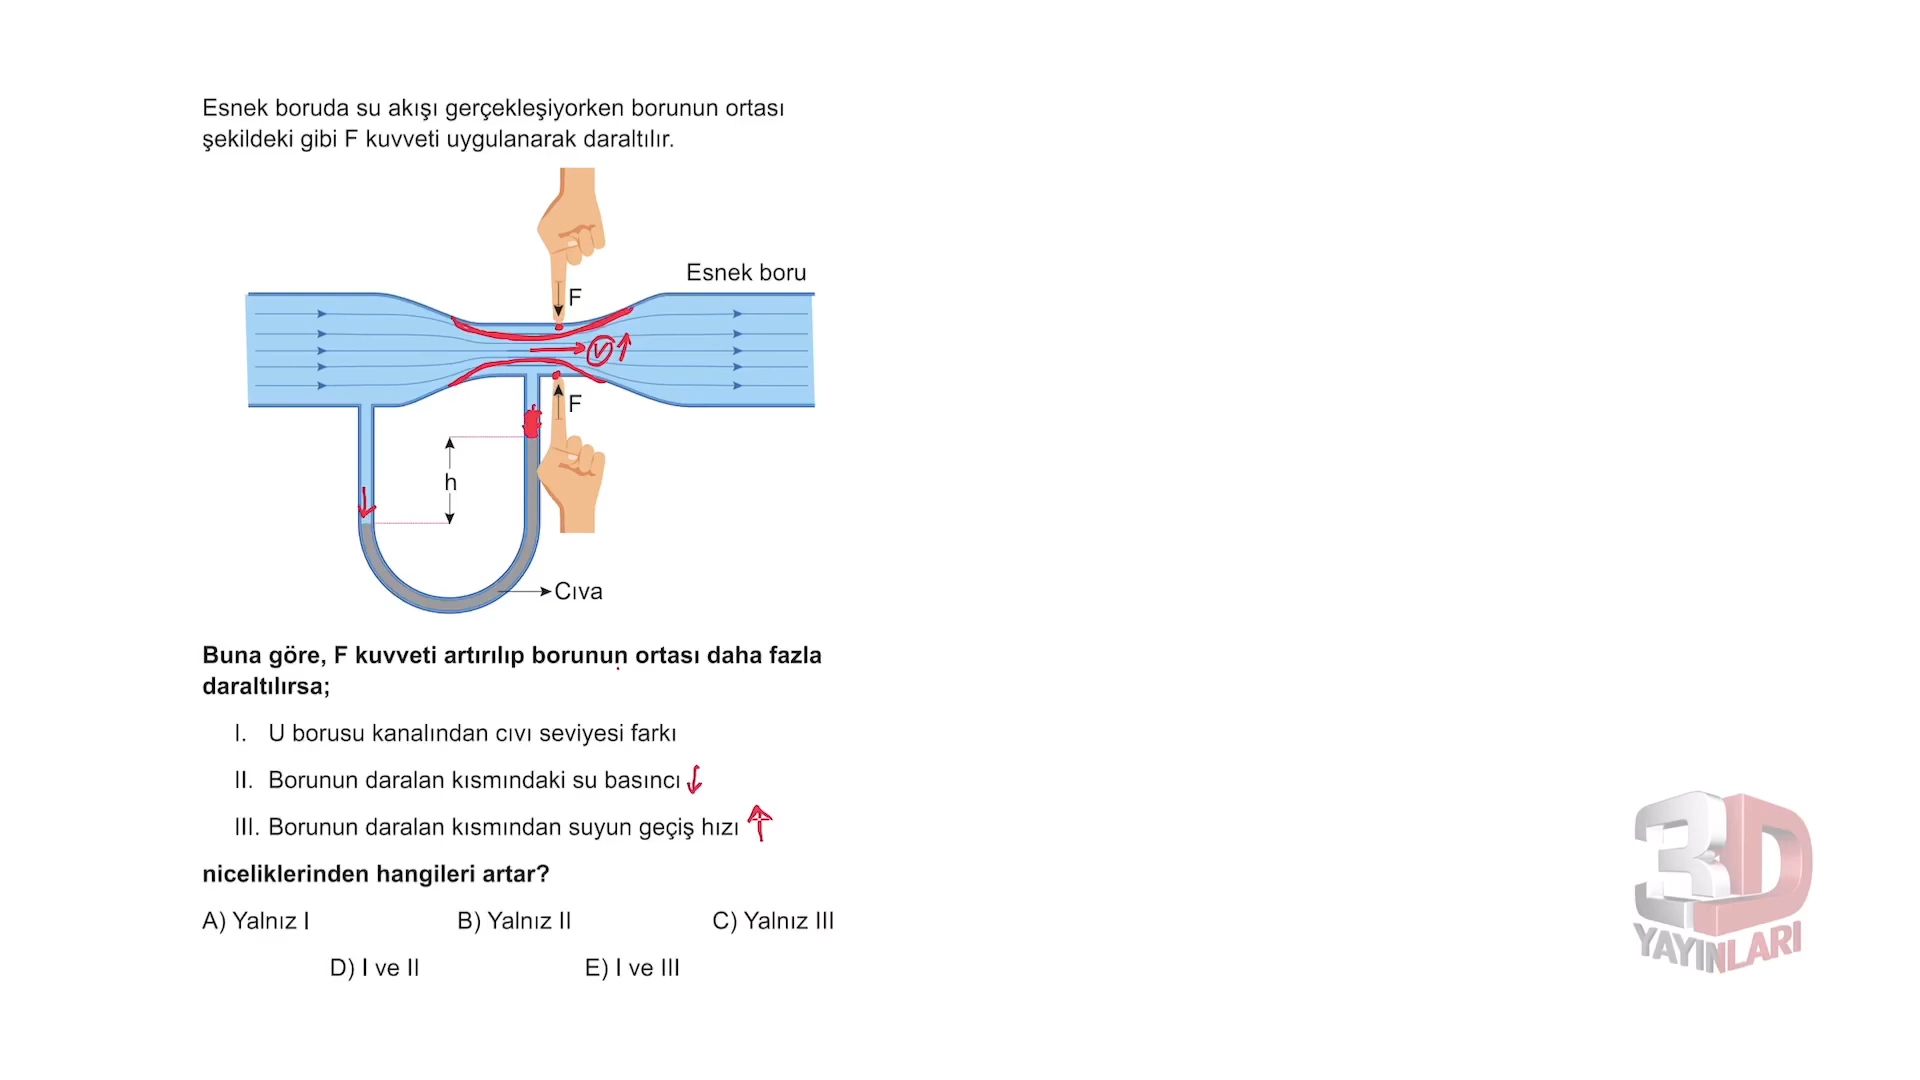 Esnek boruda su akışı gerçekleşiyorken borunun ortası
şekildeki gibi F kuvveti uygulanarak daraltılır.
Esnek boru
F
V
F
h
Cıva
Buna göre, F kuvveti artırılıp borunun ortası daha fazla
daraltılırsa;
I. U borusu kanalından cıvı seviyesi farkı
II. Borunun daralan kısmındaki su basıncı
III. Borunun daralan kısmından suyun geçiş hızı
niceliklerinden hangileri artar?
A) Yalnız I B) Yalnız II C) Yalnız III
D) I ve II E) I ve III
3D
YAYINLARI